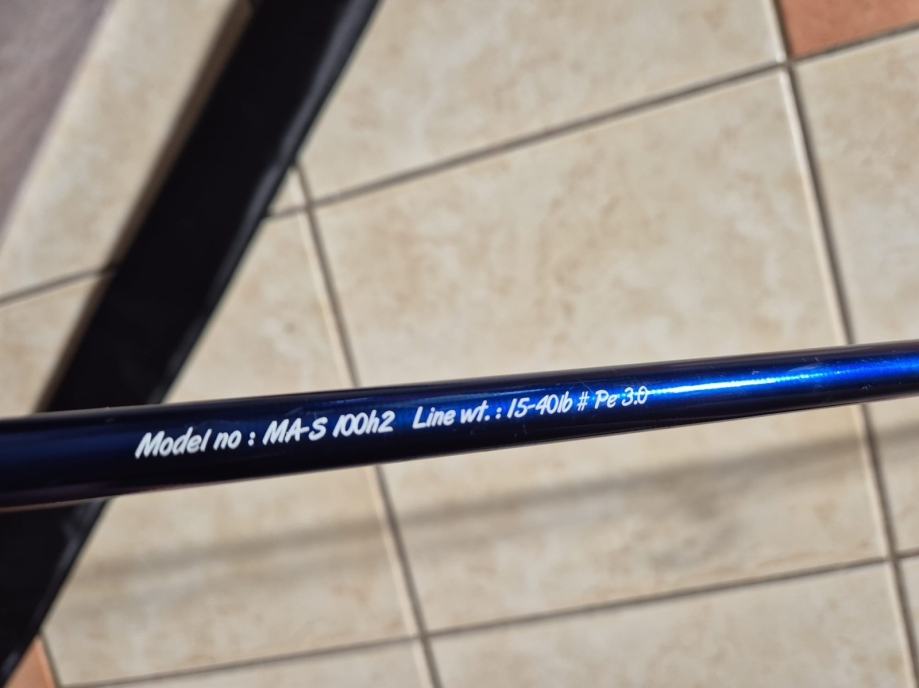 Model no : MA-S 100h2 Line wt. : 15-40lb # Pe 3.0